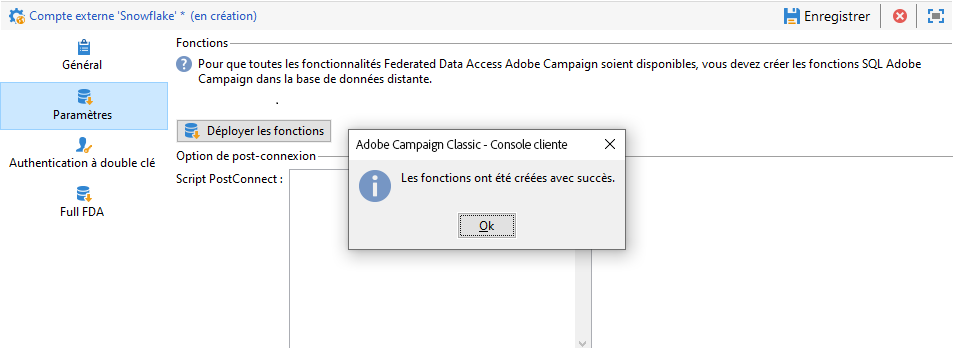 Compte externe 'Snowflake' * (en création)
Enregistrer
Général
Paramètres
Authentification à double clé
Full FDA
Fonctions
Pour que toutes les fonctionnalités Federated Data Access Adobe Campaign soient disponibles, vous devez créer les fonctions SQL Adobe
Campaign dans la base de données distante.
.
Déployer les fonctions
Option de post-connexion
Script PostConnect :
Adobe Campaign Classic - Console cliente
Les fonctions ont été créées avec succès.
Ok